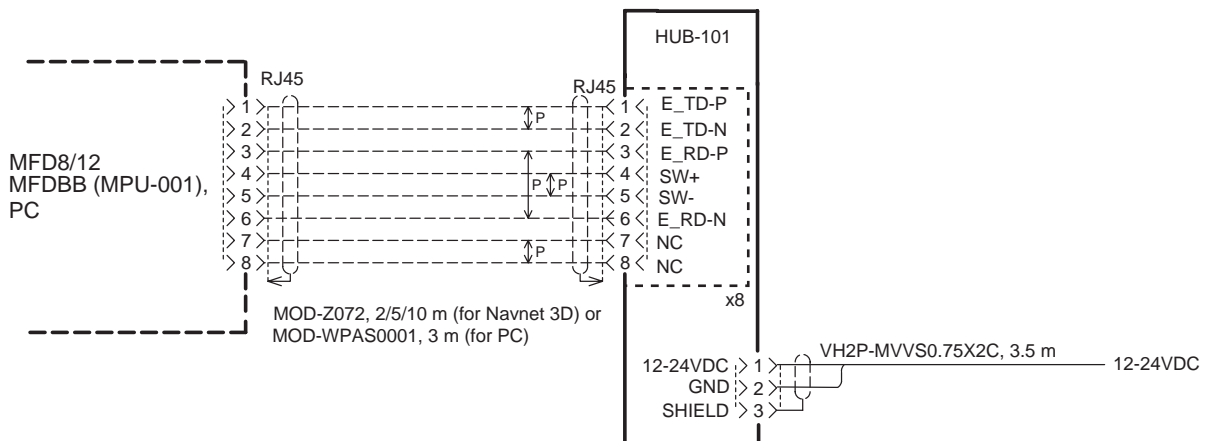 HUB-101
RJ45
RJ45
1 1 E_TD-P
P
2 2 E_TD-N
3 3 E_RD-P
MFD8/12
4 4 SW+
MFDBB (MPU-001),
P P
5 5 SW-
PC
6 6 E_RD-N
7 7 NC
P
8 8 NC
x8
MOD-Z072, 2/5/10 m (for Navnet 3D) or
MOD-WPAS0001, 3 m (for PC)
VH2P-MVVS0.75X2C, 3.5 m
12-24VDC 1 12-24VDC
GND 2
SHIELD 3